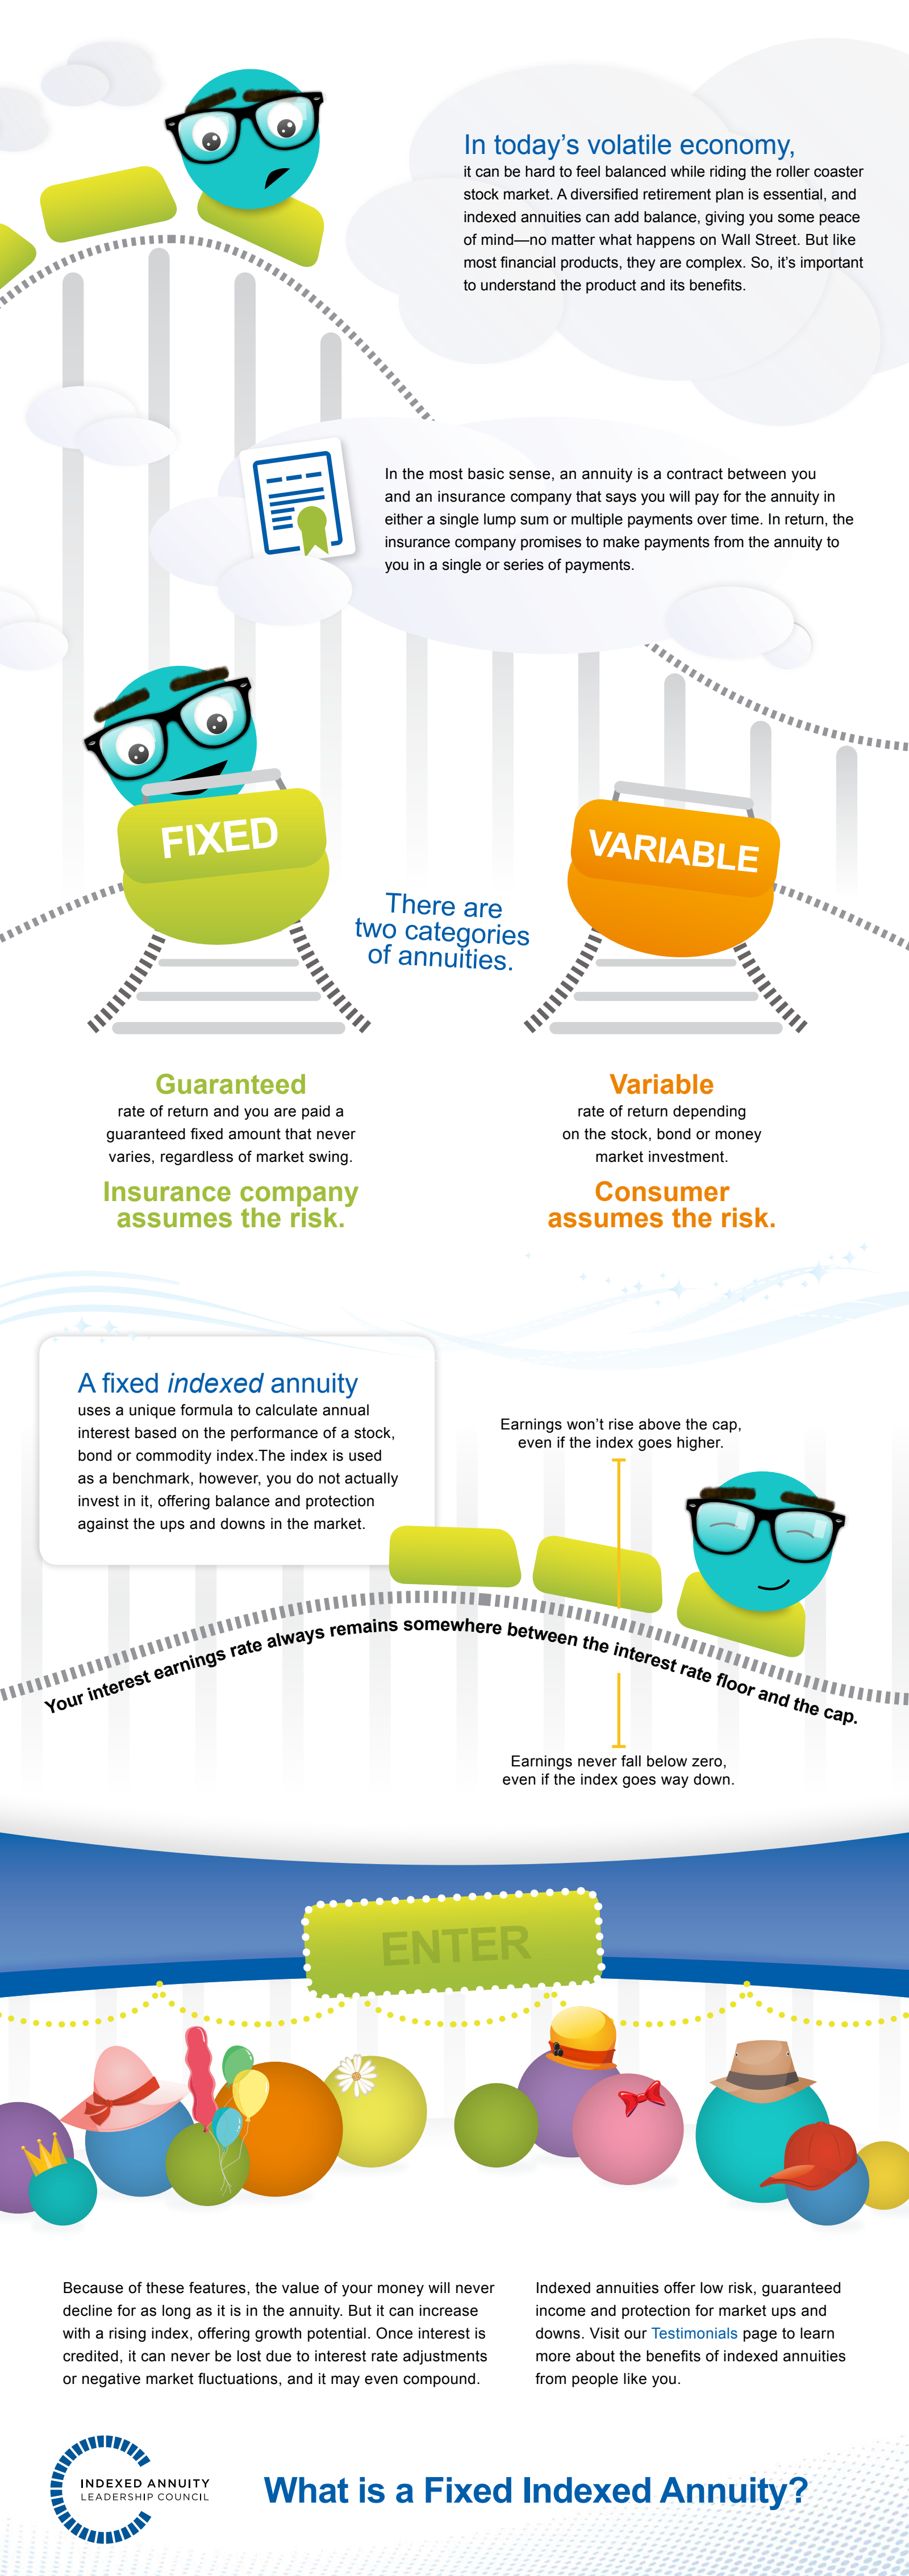 In today’s volatile economy,
it can be hard to feel balanced while riding the roller coaster
stock market. A diversified retirement plan is essential, and
indexed annuities can add balance, giving you some peace
of mind—no matter what happens on Wall Street. But like
most financial products, they are complex. So, it’s important
to understand the product and its benefits.
In the most basic sense, an annuity is a contract between you
and an insurance company that says you will pay for the annuity in
either a single lump sum or multiple payments over time. In return, the
insurance company promises to make payments from the annuity to
you in a single or series of payments.
FIXED
VARIABLE
There are
two categories
of annuities.
Guaranteed
rate of return and you are paid a
guaranteed fixed amount that never
varies, regardless of market swing.
Insurance company
assumes the risk.
Variable
rate of return depending
on the stock, bond or money
market investment.
Consumer
assumes the risk.
A fixed indexed annuity
uses a unique formula to calculate annual
interest based on the performance of a stock,
bond or commodity index.The index is used
as a benchmark, however, you do not actually
invest in it, offering balance and protection
against the ups and downs in the market.
Earnings won’t rise above the cap,
even if the index goes higher.
Your interest earnings rate always remains somewhere between the interest rate floor and the cap.
Earnings never fall below zero,
even if the index goes way down.
ENTER
Because of these features, the value of your money will never
decline for as long as it is in the annuity. But it can increase
with a rising index, offering growth potential. Once interest is
credited, it can never be lost due to interest rate adjustments
or negative market fluctuations, and it may even compound.
Indexed annuities offer low risk, guaranteed
income and protection for market ups and
downs. Visit our Testimonials page to learn
more about the benefits of indexed annuities
from people like you.
INDEXED ANNUITY
LEADERSHIP COUNCIL
What is a Fixed Indexed Annuity?